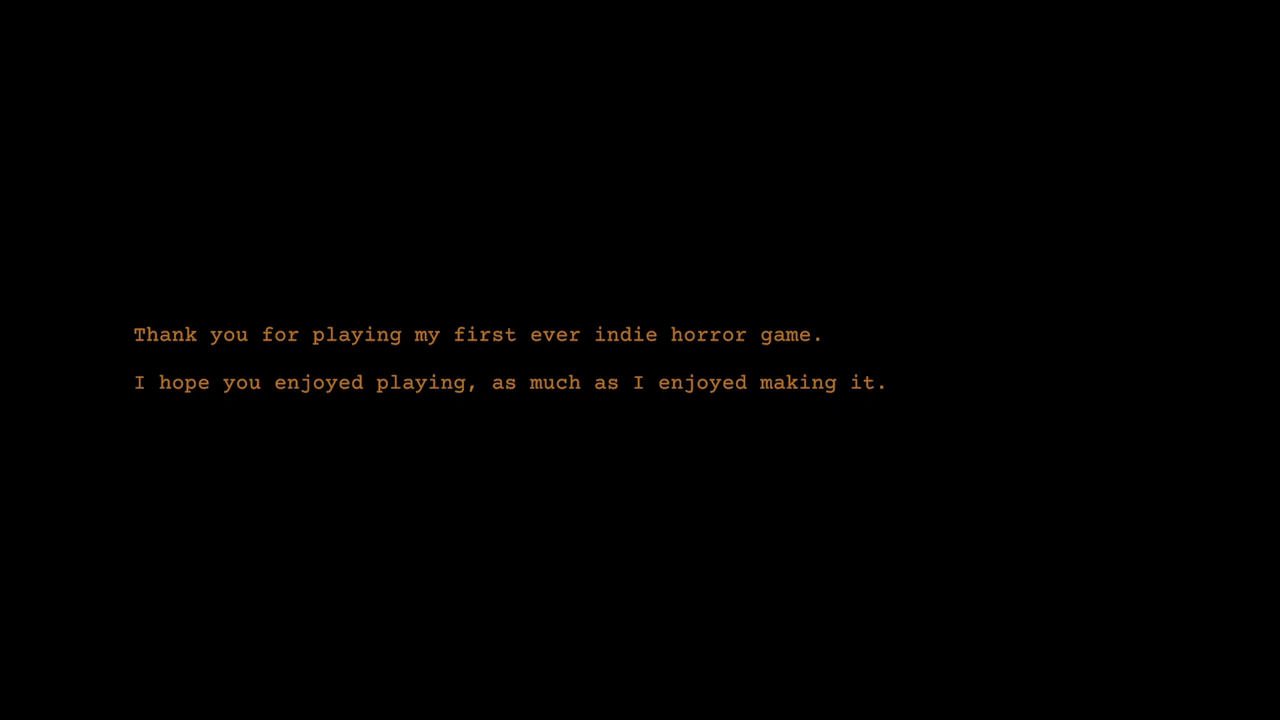 Thank you for playing my first ever indie horror game.
I hope you enjoyed playing, as much as I enjoyed making it.